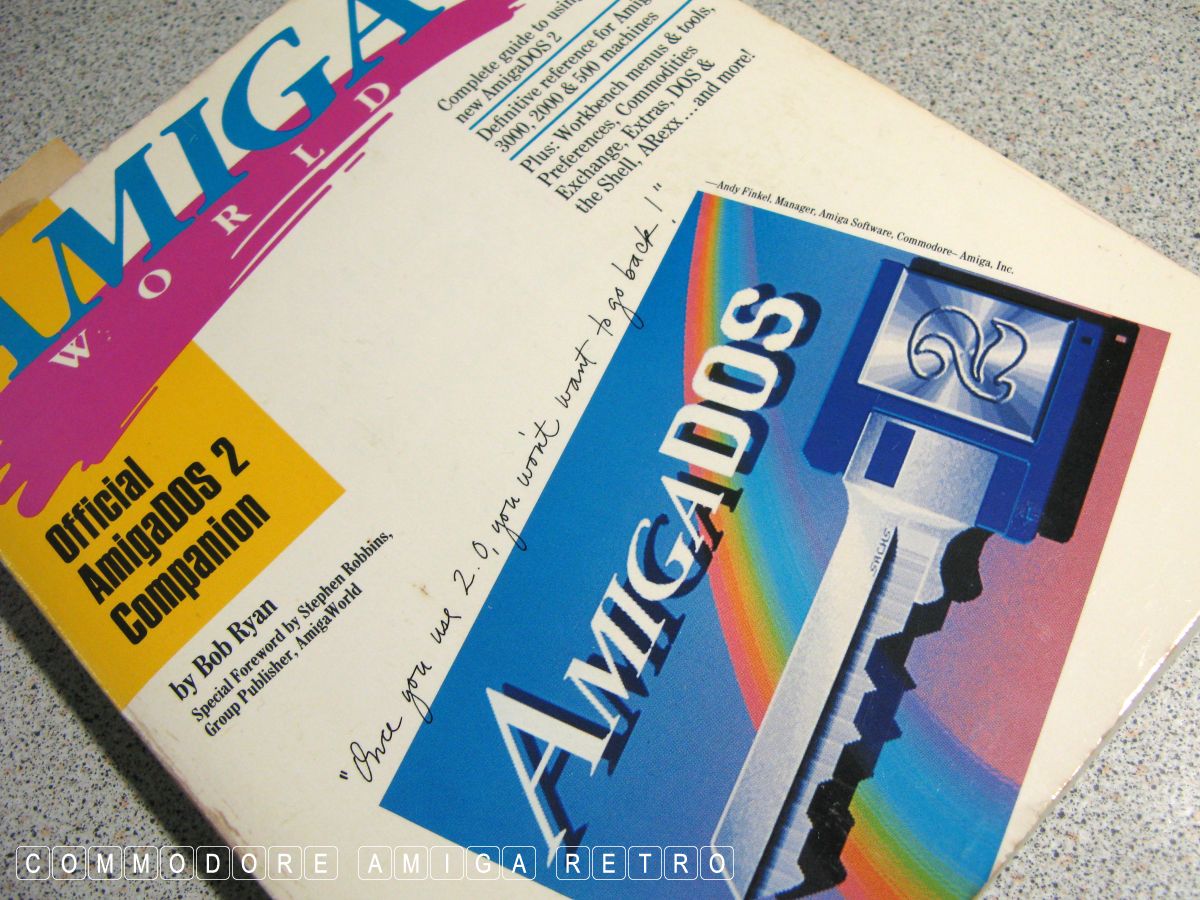 AMIGA
WORLD
Complete guide to using
new AmigaDOS 2
Definitive reference for Amiga
3000, 2000 & 500 machines
Plus: Workbench menus & tools,
Preferences, Commodities
Exchange, Extras, DOS &
the Shell, ARexx ....and more!
Official
AmigaDOS 2
Companion
by Bob Ryan
Special Foreword by Stephen Robbins,
Group Publisher, AmigaWorld
"Once you use 2.0, you won't want to go back!"
—Andy Finkel, Manager, Amiga Software, Commodore–Amiga, Inc.
AMIGADOS
2
SACHS
COMMODORE AMIGA RETRO